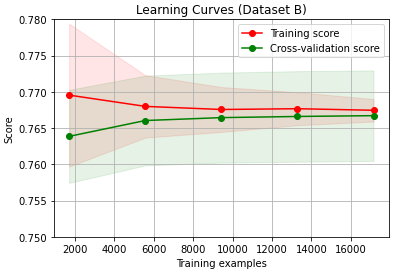 Learning Curves (Dataset B)
0.780
0.775
0.770
0.765
0.760
0.755
0.750
Score
Training score
Cross-validation score
2000 4000 6000 8000 10000 12000 14000 16000
Training examples